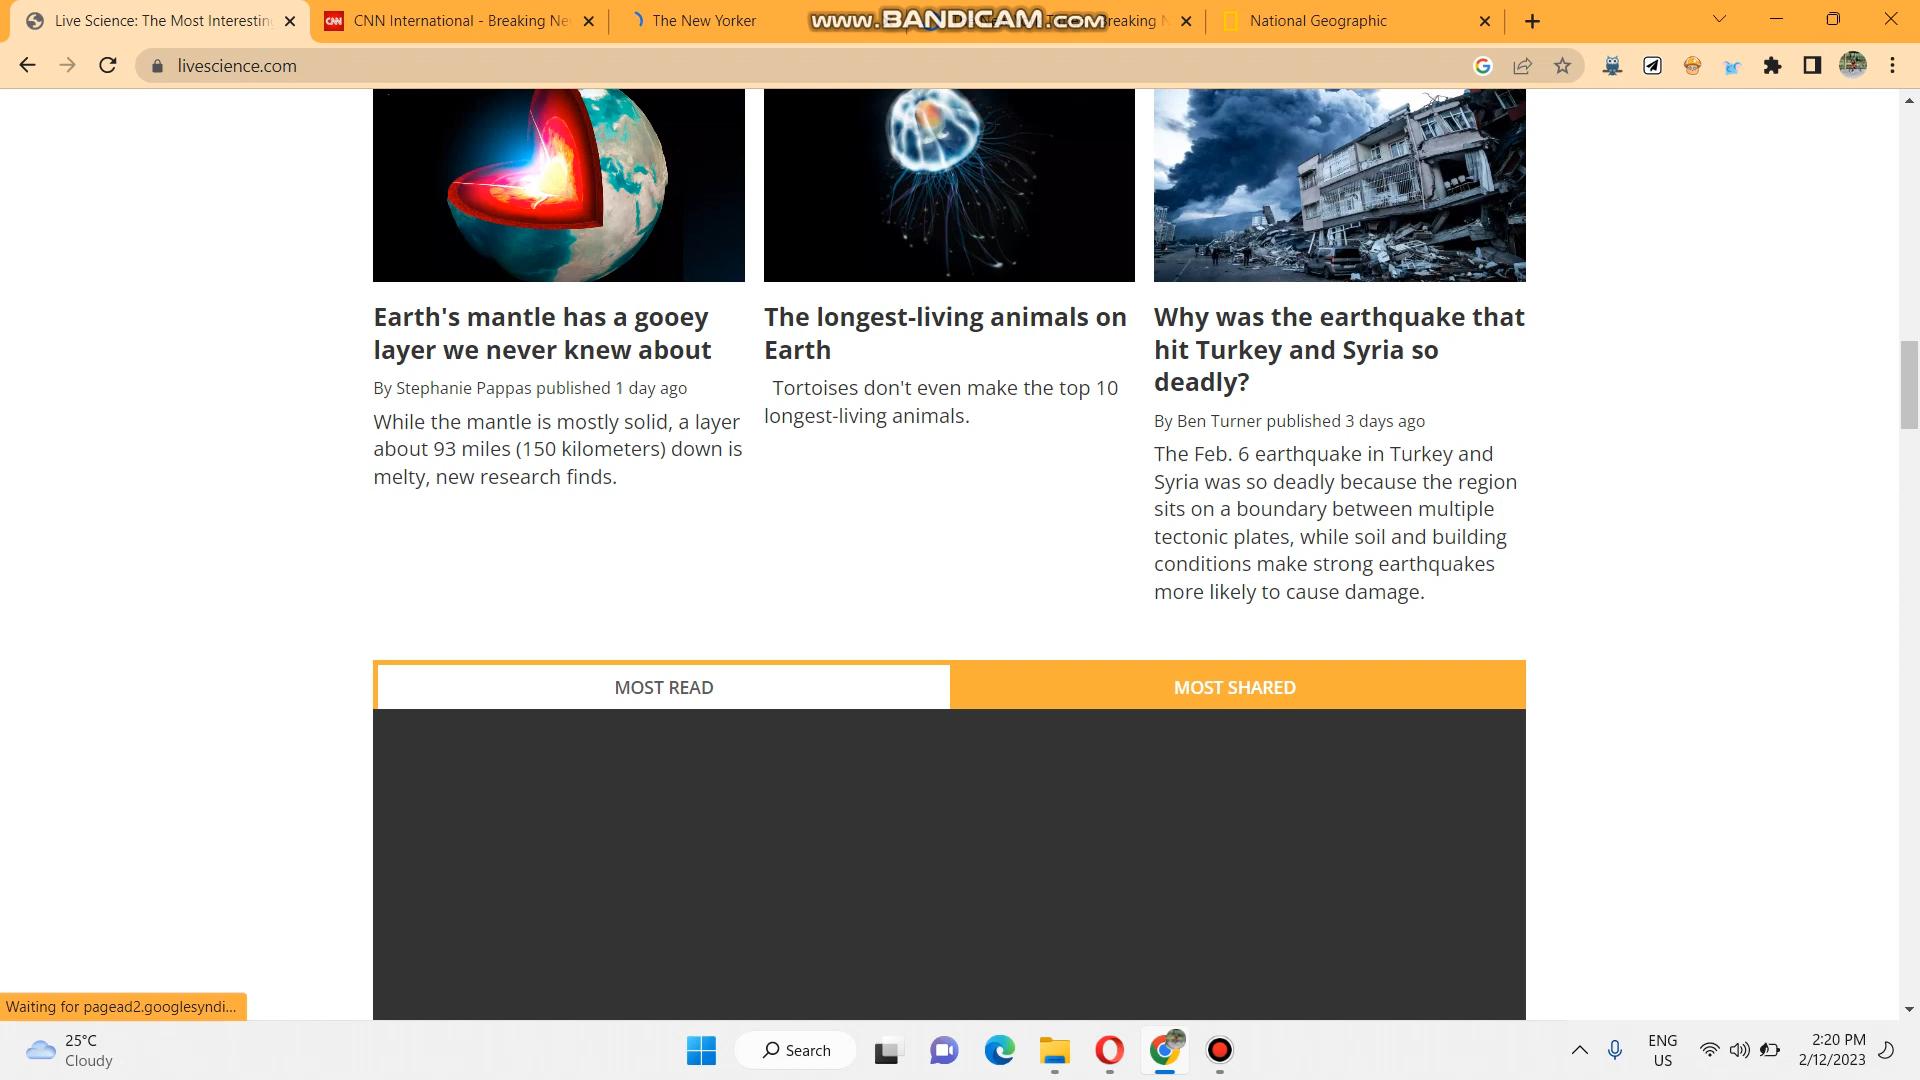 Live Science: The Most Interesting
CNN International - Breaking Ne
The New Yorker
www.BANDICAM.com
Breaking N
National Geographic
livescience.com
Earth's mantle has a gooey
layer we never knew about
By Stephanie Pappas published 1 day ago
While the mantle is mostly solid, a layer
about 93 miles (150 kilometers) down is
melty, new research finds.
The longest-living animals on
Earth
Tortoises don't even make the top 10
longest-living animals.
Why was the earthquake that
hit Turkey and Syria so
deadly?
By Ben Turner published 3 days ago
The Feb. 6 earthquake in Turkey and
Syria was so deadly because the region
sits on a boundary between multiple
tectonic plates, while soil and building
conditions make strong earthquakes
more likely to cause damage.
MOST READ
MOST SHARED
Waiting for pagead2.googlesyndi...
25°C
Cloudy
Search
ENG
US
2:20 PM
2/12/2023